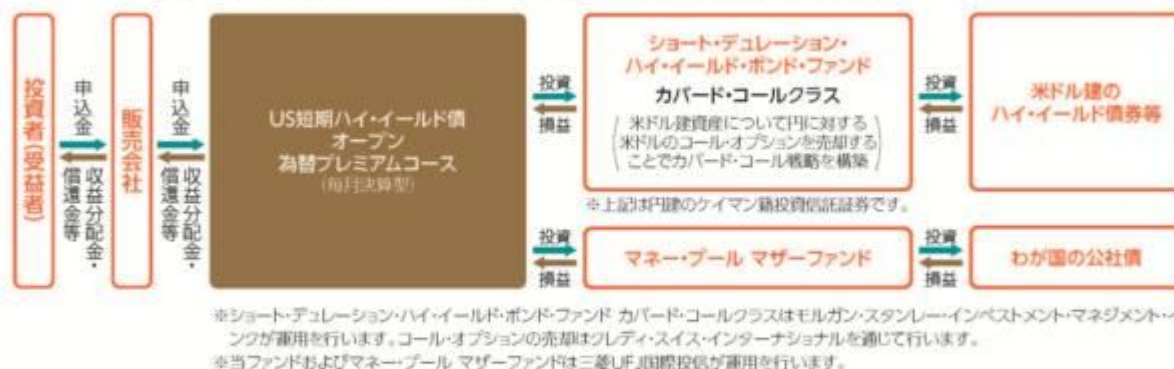 投資者(受益者)
申込金
収益分配金・
償還金等
販売会社
申込金
収益分配金・
償還金等
US短期ハイ・イールド債
オープン
為替プレミアムコース
(毎月決算型)
投資
損益
ショート・デュレーション・
ハイ・イールド・ボンド・ファンド
カバード・コールクラス
米ドル建資産について円に対する
米ドルのコール・オプションを売却する
ことでカバード・コール戦略を構築
※上記は円建のケイマン籍投資信託証券です。
投資
損益
米ドル建の
ハイ・イールド債券等
投資
損益
マネー・プール マザーファンド
投資
損益
わが国の公社債
※ショート・デュレーション・ハイ・イールド・ボンド・ファンド カバード・コールクラスはモルガン・スタンレー・インベストメント・マネジメント・イ
ンクが運用を行います。コール・オプションの売却はクレディ・スイス・インターナショナルを通じて行います。
※当ファンドおよびマネー・プール マザーファンドは三菱UFJ国際投信が運用を行います。